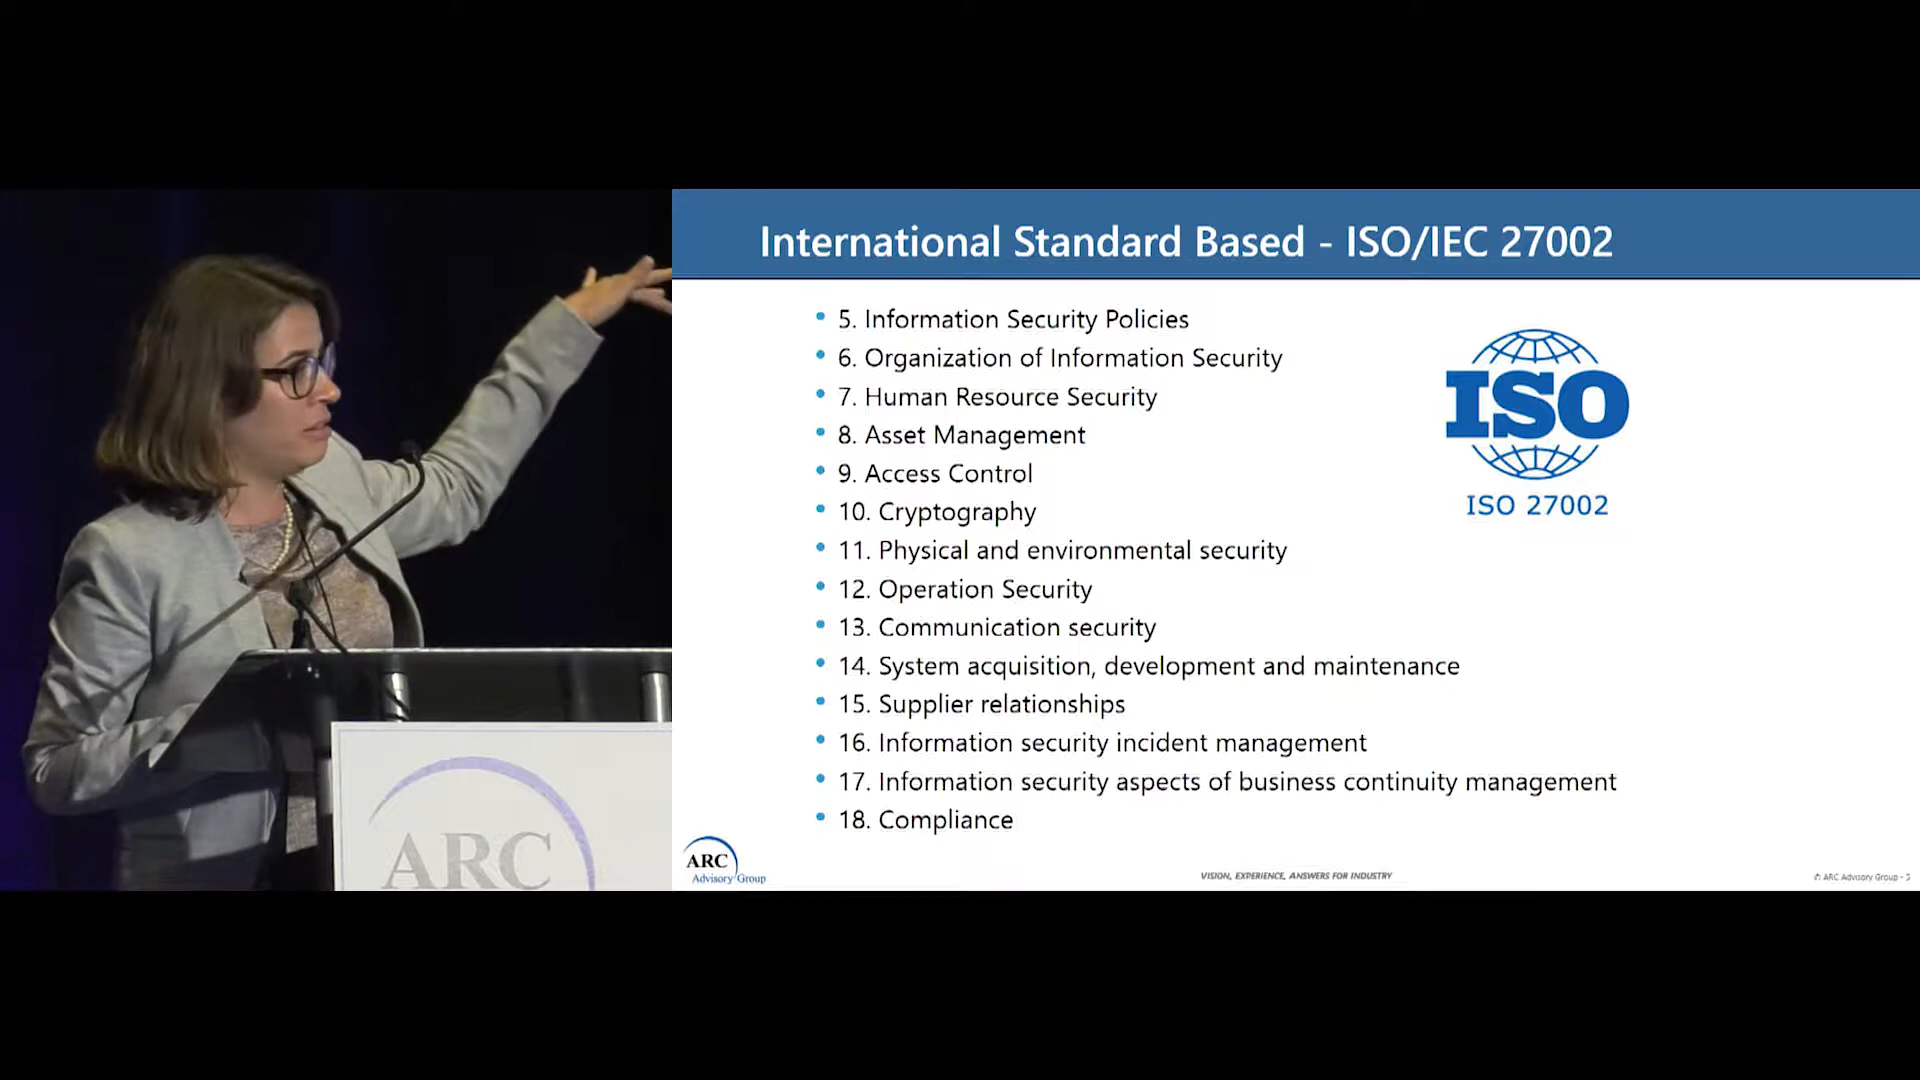 International Standard Based - ISO/IEC 27002
• 5. Information Security Policies
• 6. Organization of Information Security
• 7. Human Resource Security
• 8. Asset Management
• 9. Access Control
• 10. Cryptography
• 11. Physical and environmental security
• 12. Operation Security
• 13. Communication security
• 14. System acquisition, development and maintenance
• 15. Supplier relationships
• 16. Information security incident management
• 17. Information security aspects of business continuity management
• 18. Compliance
ISO
ISO 27002
ARC
ARC
Advisory Group
VISION, EXPERIENCE, ANSWERS FOR INDUSTRY
© ARC Advisory Group -